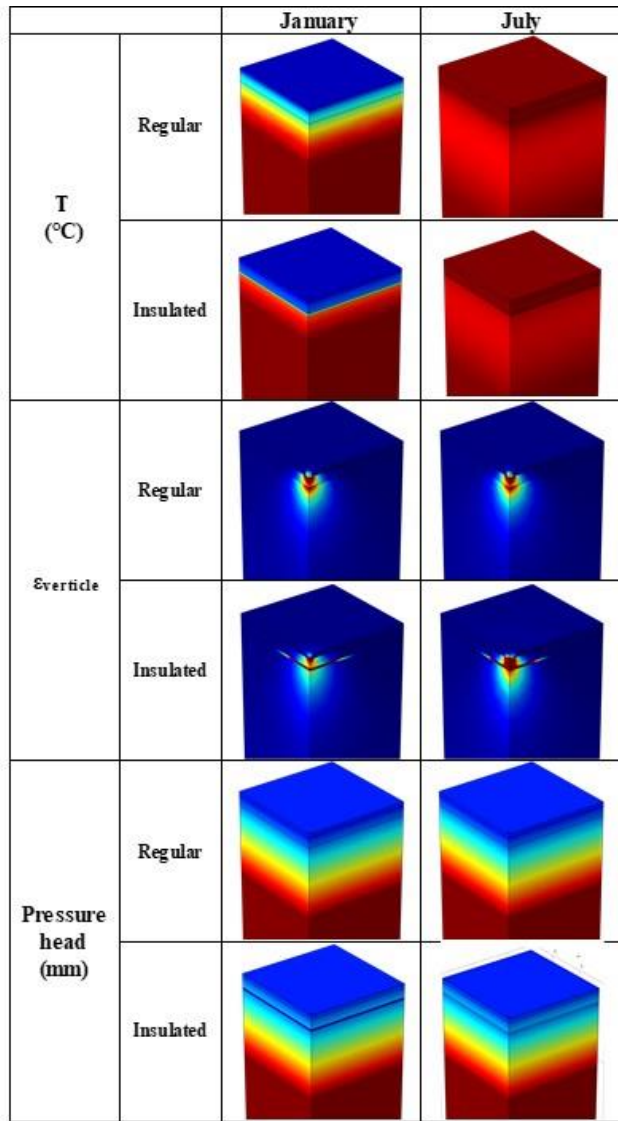 January
July
T
(°C)
Regular
Insulated
εverticle
Regular
Insulated
Pressure
head
(mm)
Regular
Insulated